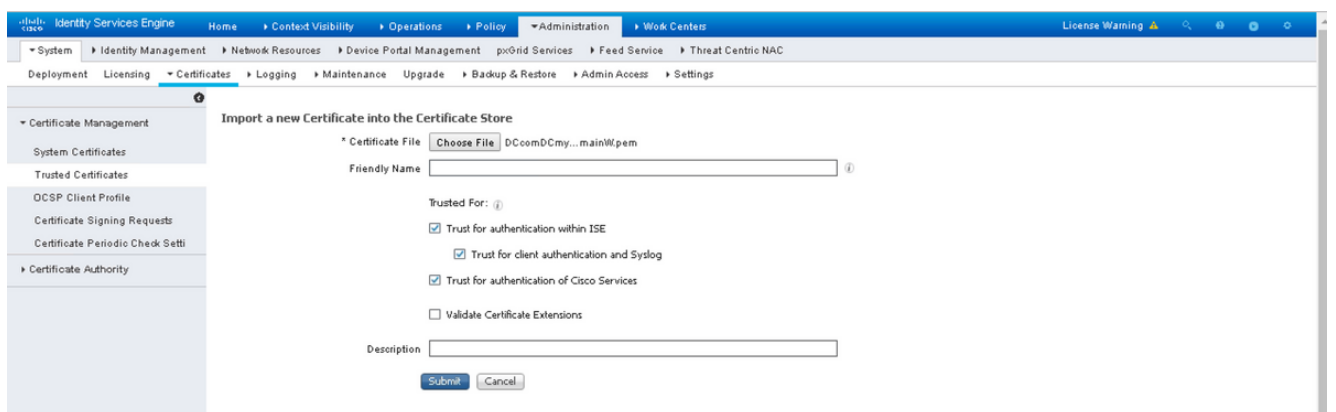 cisco Identity Services Engine Home Context Visibility Operations Policy Administration Work Centers License Warning
System Identity Management Network Resources Device Portal Management pxGrid Services Feed Service Threat Centric NAC
Deployment Licensing Certificates Logging Maintenance Upgrade Backup & Restore Admin Access Settings
Certificate Management
System Certificates
Trusted Certificates
OCSP Client Profile
Certificate Signing Requests
Certificate Periodic Check Setti
Certificate Authority
Import a new Certificate into the Certificate Store
* Certificate File Choose File DCcomDCmy...mainW.pem
Friendly Name
Trusted For:
Trust for authentication within ISE
Trust for client authentication and Syslog
Trust for authentication of Cisco Services
Validate Certificate Extensions
Description
Submit Cancel